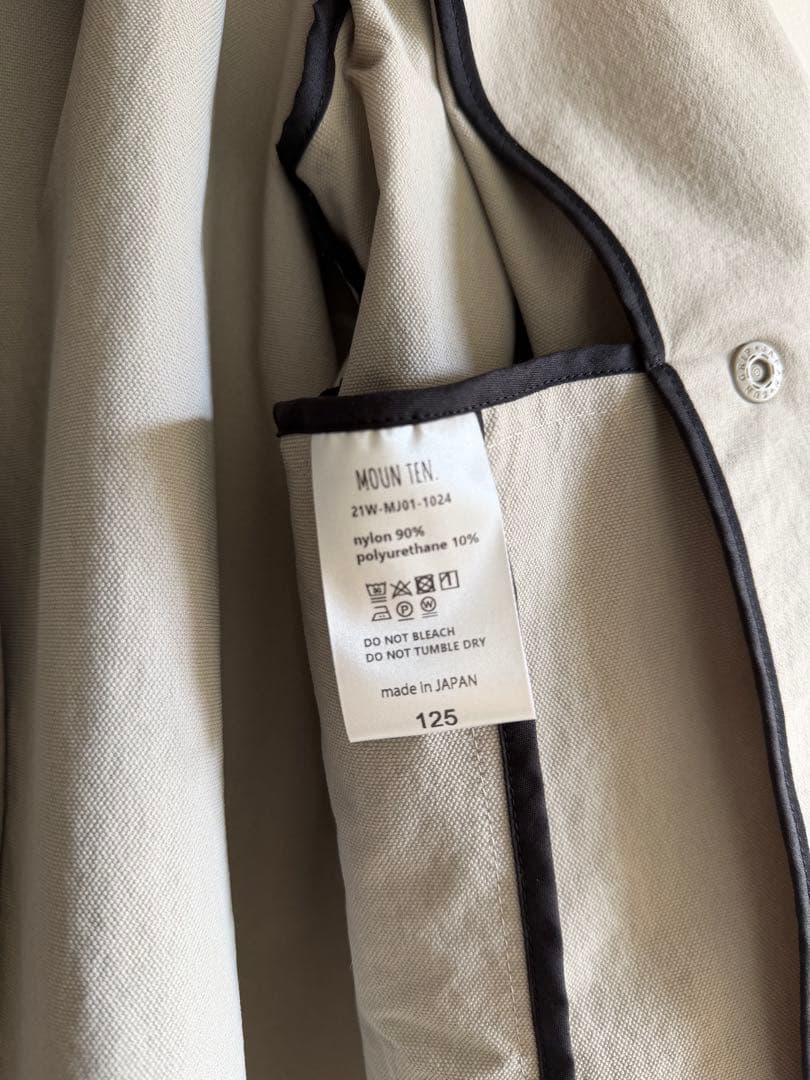 MOUN TEN.
21W-MJ01-1024
nylon 90%
polyurethane 10%
P W
DO NOT BLEACH
DO NOT TUMBLE DRY
made in JAPAN
125